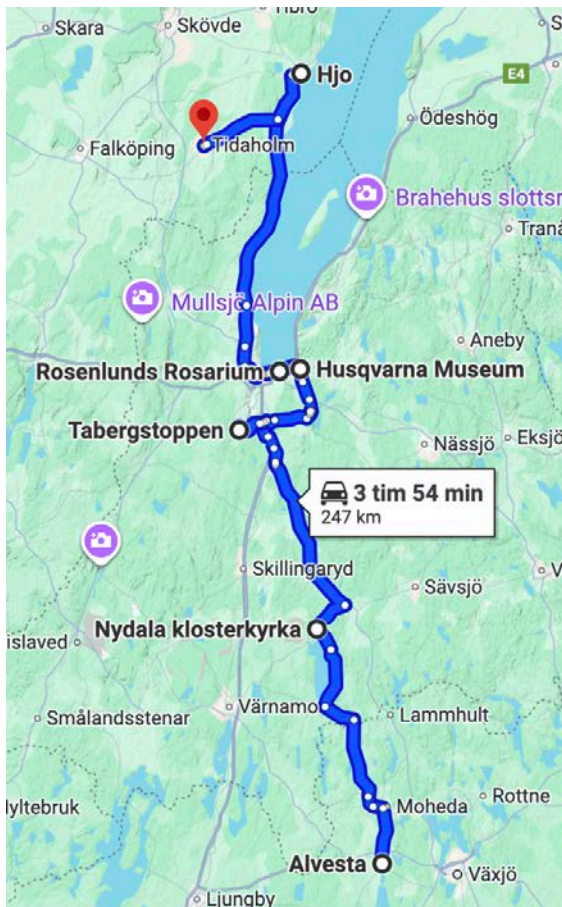 Tibro
Skara
Skövde
Hjo
E4
Ödeshög
Falköping
Tidaholm
Brahehus slottsr
Tranå
Mullsjö Alpin AB
Aneby
Rosenlunds Rosarium
Husqvarna Museum
Tabergstoppen
Nässjö
Eksjö
3 tim 54 min
247 km
Skillingaryd
Sävsjö
V
Nydala klosterkyrka
islaved
Värnamo
Lammhult
Smålandsstenar
Moheda
Rottne
yltebruk
Alvesta
Växjö
Ljungby